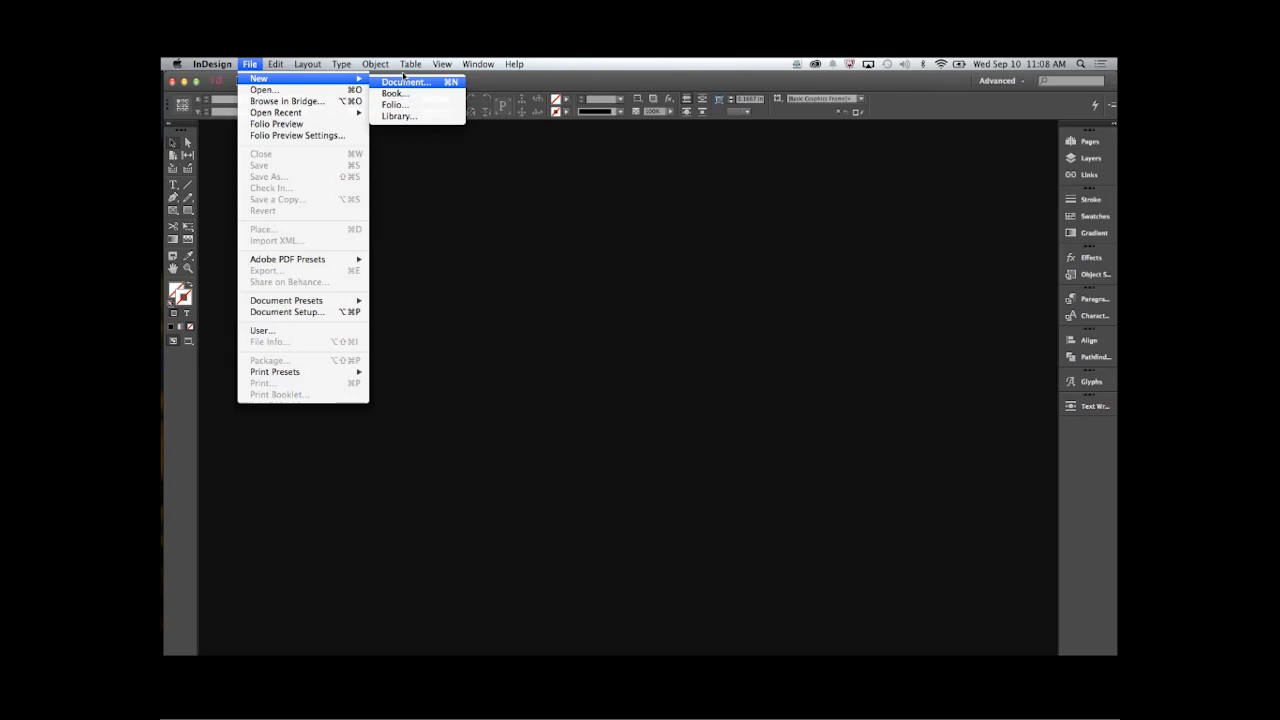 InDesign File Edit Layout Type Object Table View Window Help Wed Sep 10 11:08 AM
New
Document... ⌘N
Advanced
Open... ⌘O
Book...
Browse in Bridge... ⌥⌘O
Folio...
[Basic Graphics Frame]+
100%
P
Open Recent
Library...
Folio Preview
Folio Preview Settings...
Close ⌘W
Save ⌘S
Save As... ⇧⌘S
Check In...
Save a Copy... ⌥⌘S
Revert
Place... ⌘D
Import XML...
Adobe PDF Presets
Export... ⌘E
Share on Behance...
Document Presets
Document Setup... ⌥⌘P
User...
File Info... ⌥⇧⌘I
Package... ⌥⇧⌘P
Print Presets
Print... ⌘P
Print Booklet...
Pages
Layers
Links
Stroke
Swatches
Gradient
Effects
Object S...
Paragra...
Charact...
Align
Pathfind...
Glyphs
Text Wr...